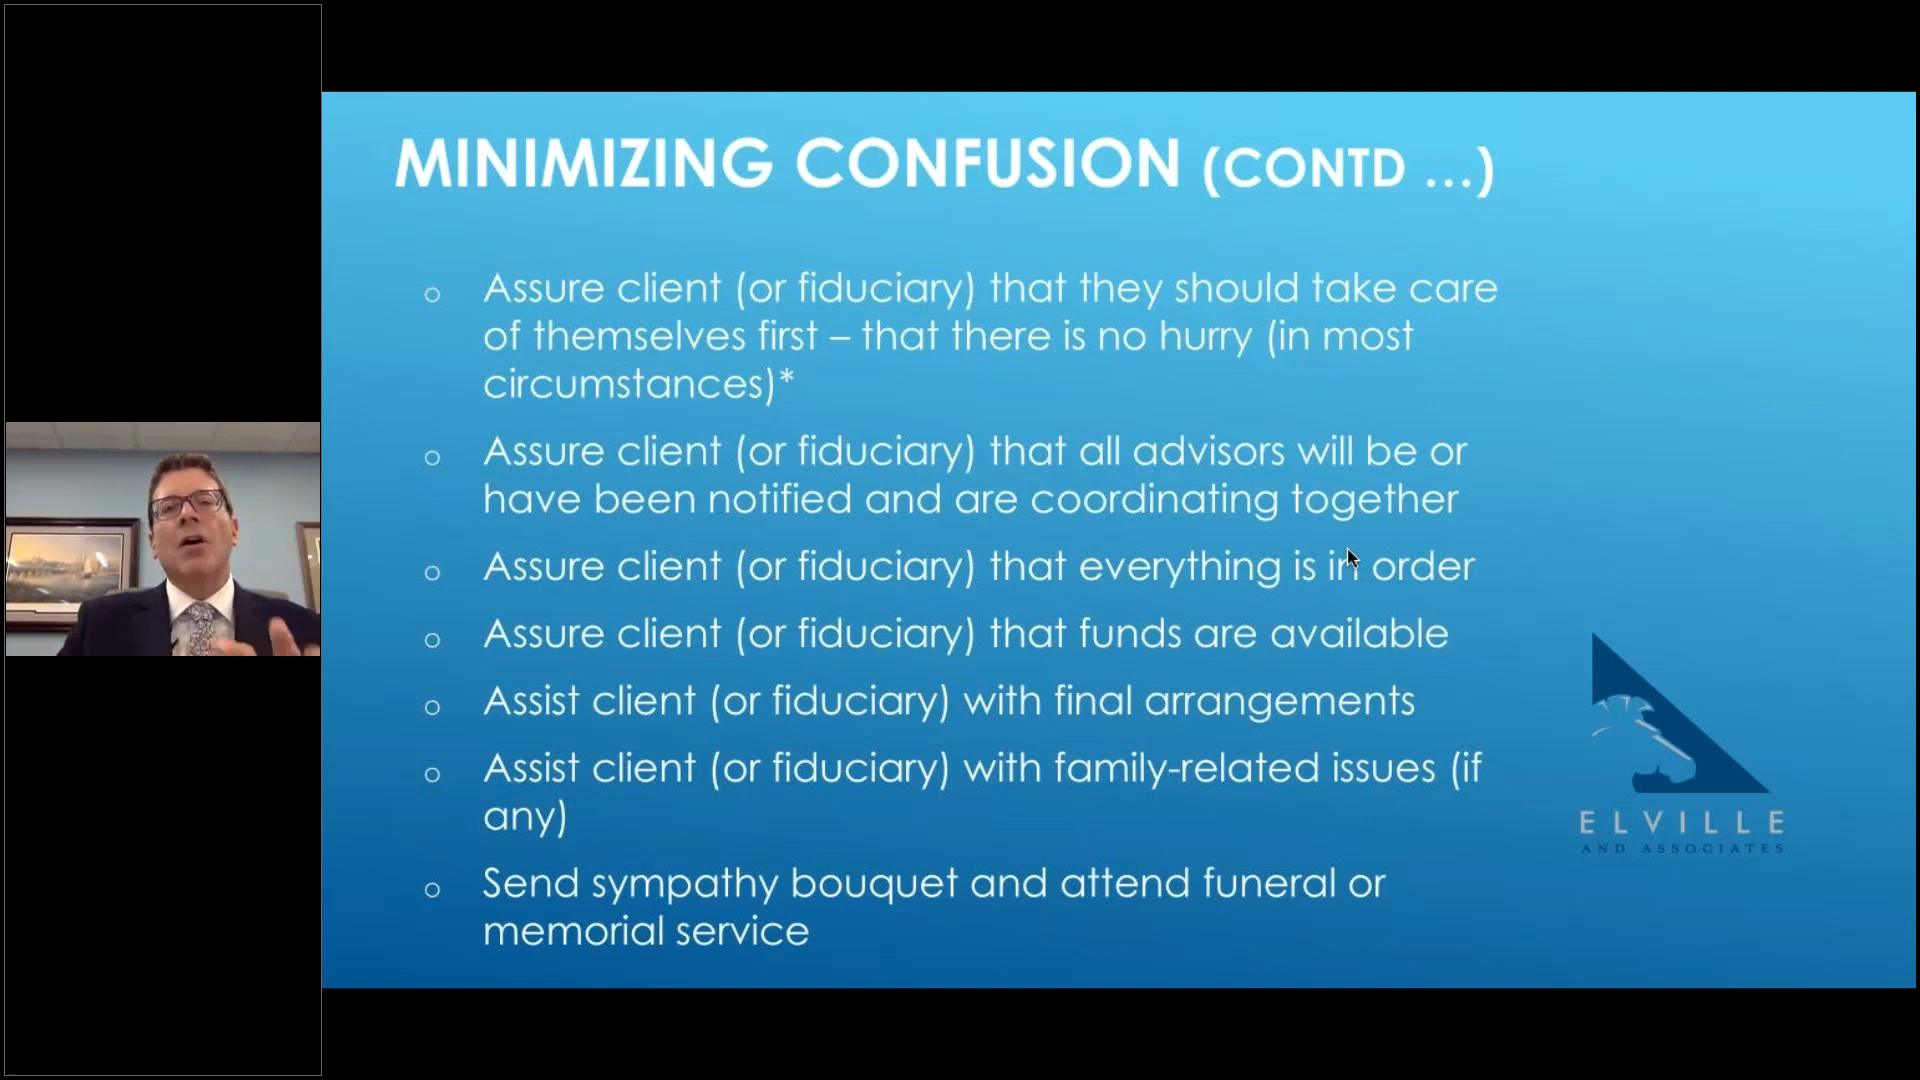 MINIMIZING CONFUSION (CONTD ...)
Assure client (or fiduciary) that they should take care
of themselves first – that there is no hurry (in most
circumstances)*
Assure client (or fiduciary) that all advisors will be or
have been notified and are coordinating together
Assure client (or fiduciary) that everything is in order
Assure client (or fiduciary) that funds are available
Assist client (or fiduciary) with final arrangements
Assist client (or fiduciary) with family-related issues (if
any)
Send sympathy bouquet and attend funeral or
memorial service
ELVILLE
AND ASSOCIATES